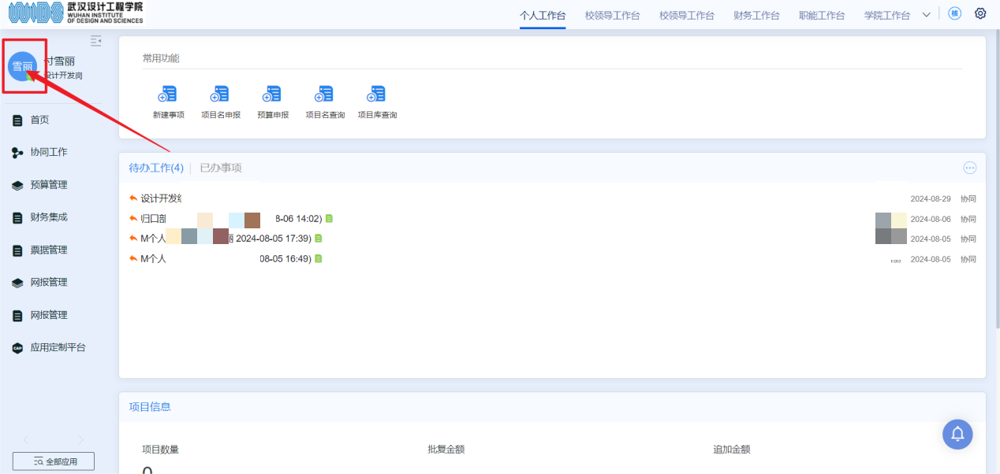 武汉设计工程学院
WUHAN INSTITUTE
OF DESIGN AND SCIENCES
个人工作台 校领导工作台 校领导工作台 财务工作台 职能工作台 学院工作台 核
雪丽 付雪丽
设计开发岗
首页
协同工作
预算管理
财务集成
票据管理
网报管理
网报管理
应用定制平台
全部应用
常用功能
新建事项 项目名申报 预算申报 项目名查询 项目库查询
待办工作(4) 已办事项
设计开发 2024-08-29 协同
归口部 8-06 14:02) 2024-08-06 协同
M个人 2024-08-05 17:39) 2024-08-05 协同
M个人 08-05 16:49) 2024-08-05 协同
项目信息
项目数量 批复金额 追加金额
0